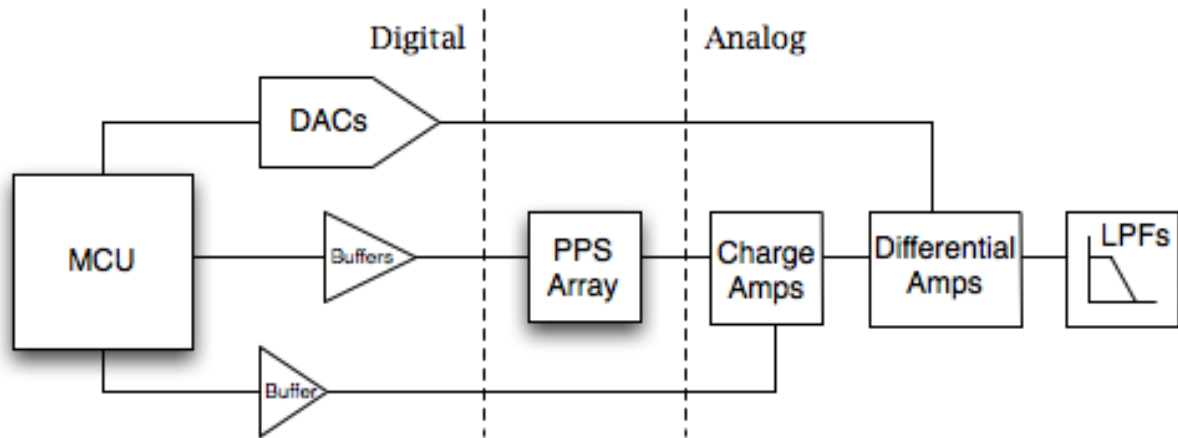 Digital
Analog
DACs
MCU
Buffers
PPS
Array
Charge
Amps
Differential
Amps
LPFs
Buffer